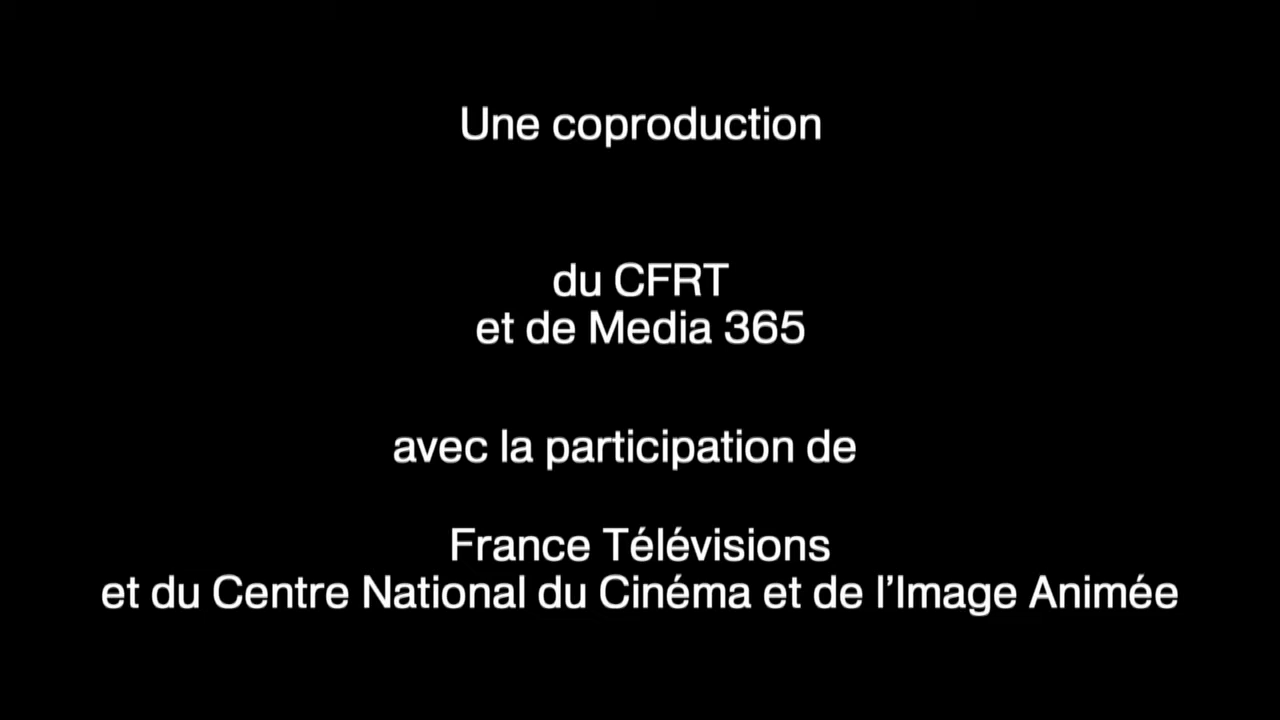 Une coproduction
du CFRT
et de Media 365
avec la participation de
France Télévisions
et du Centre National du Cinéma et de l’Image Animée